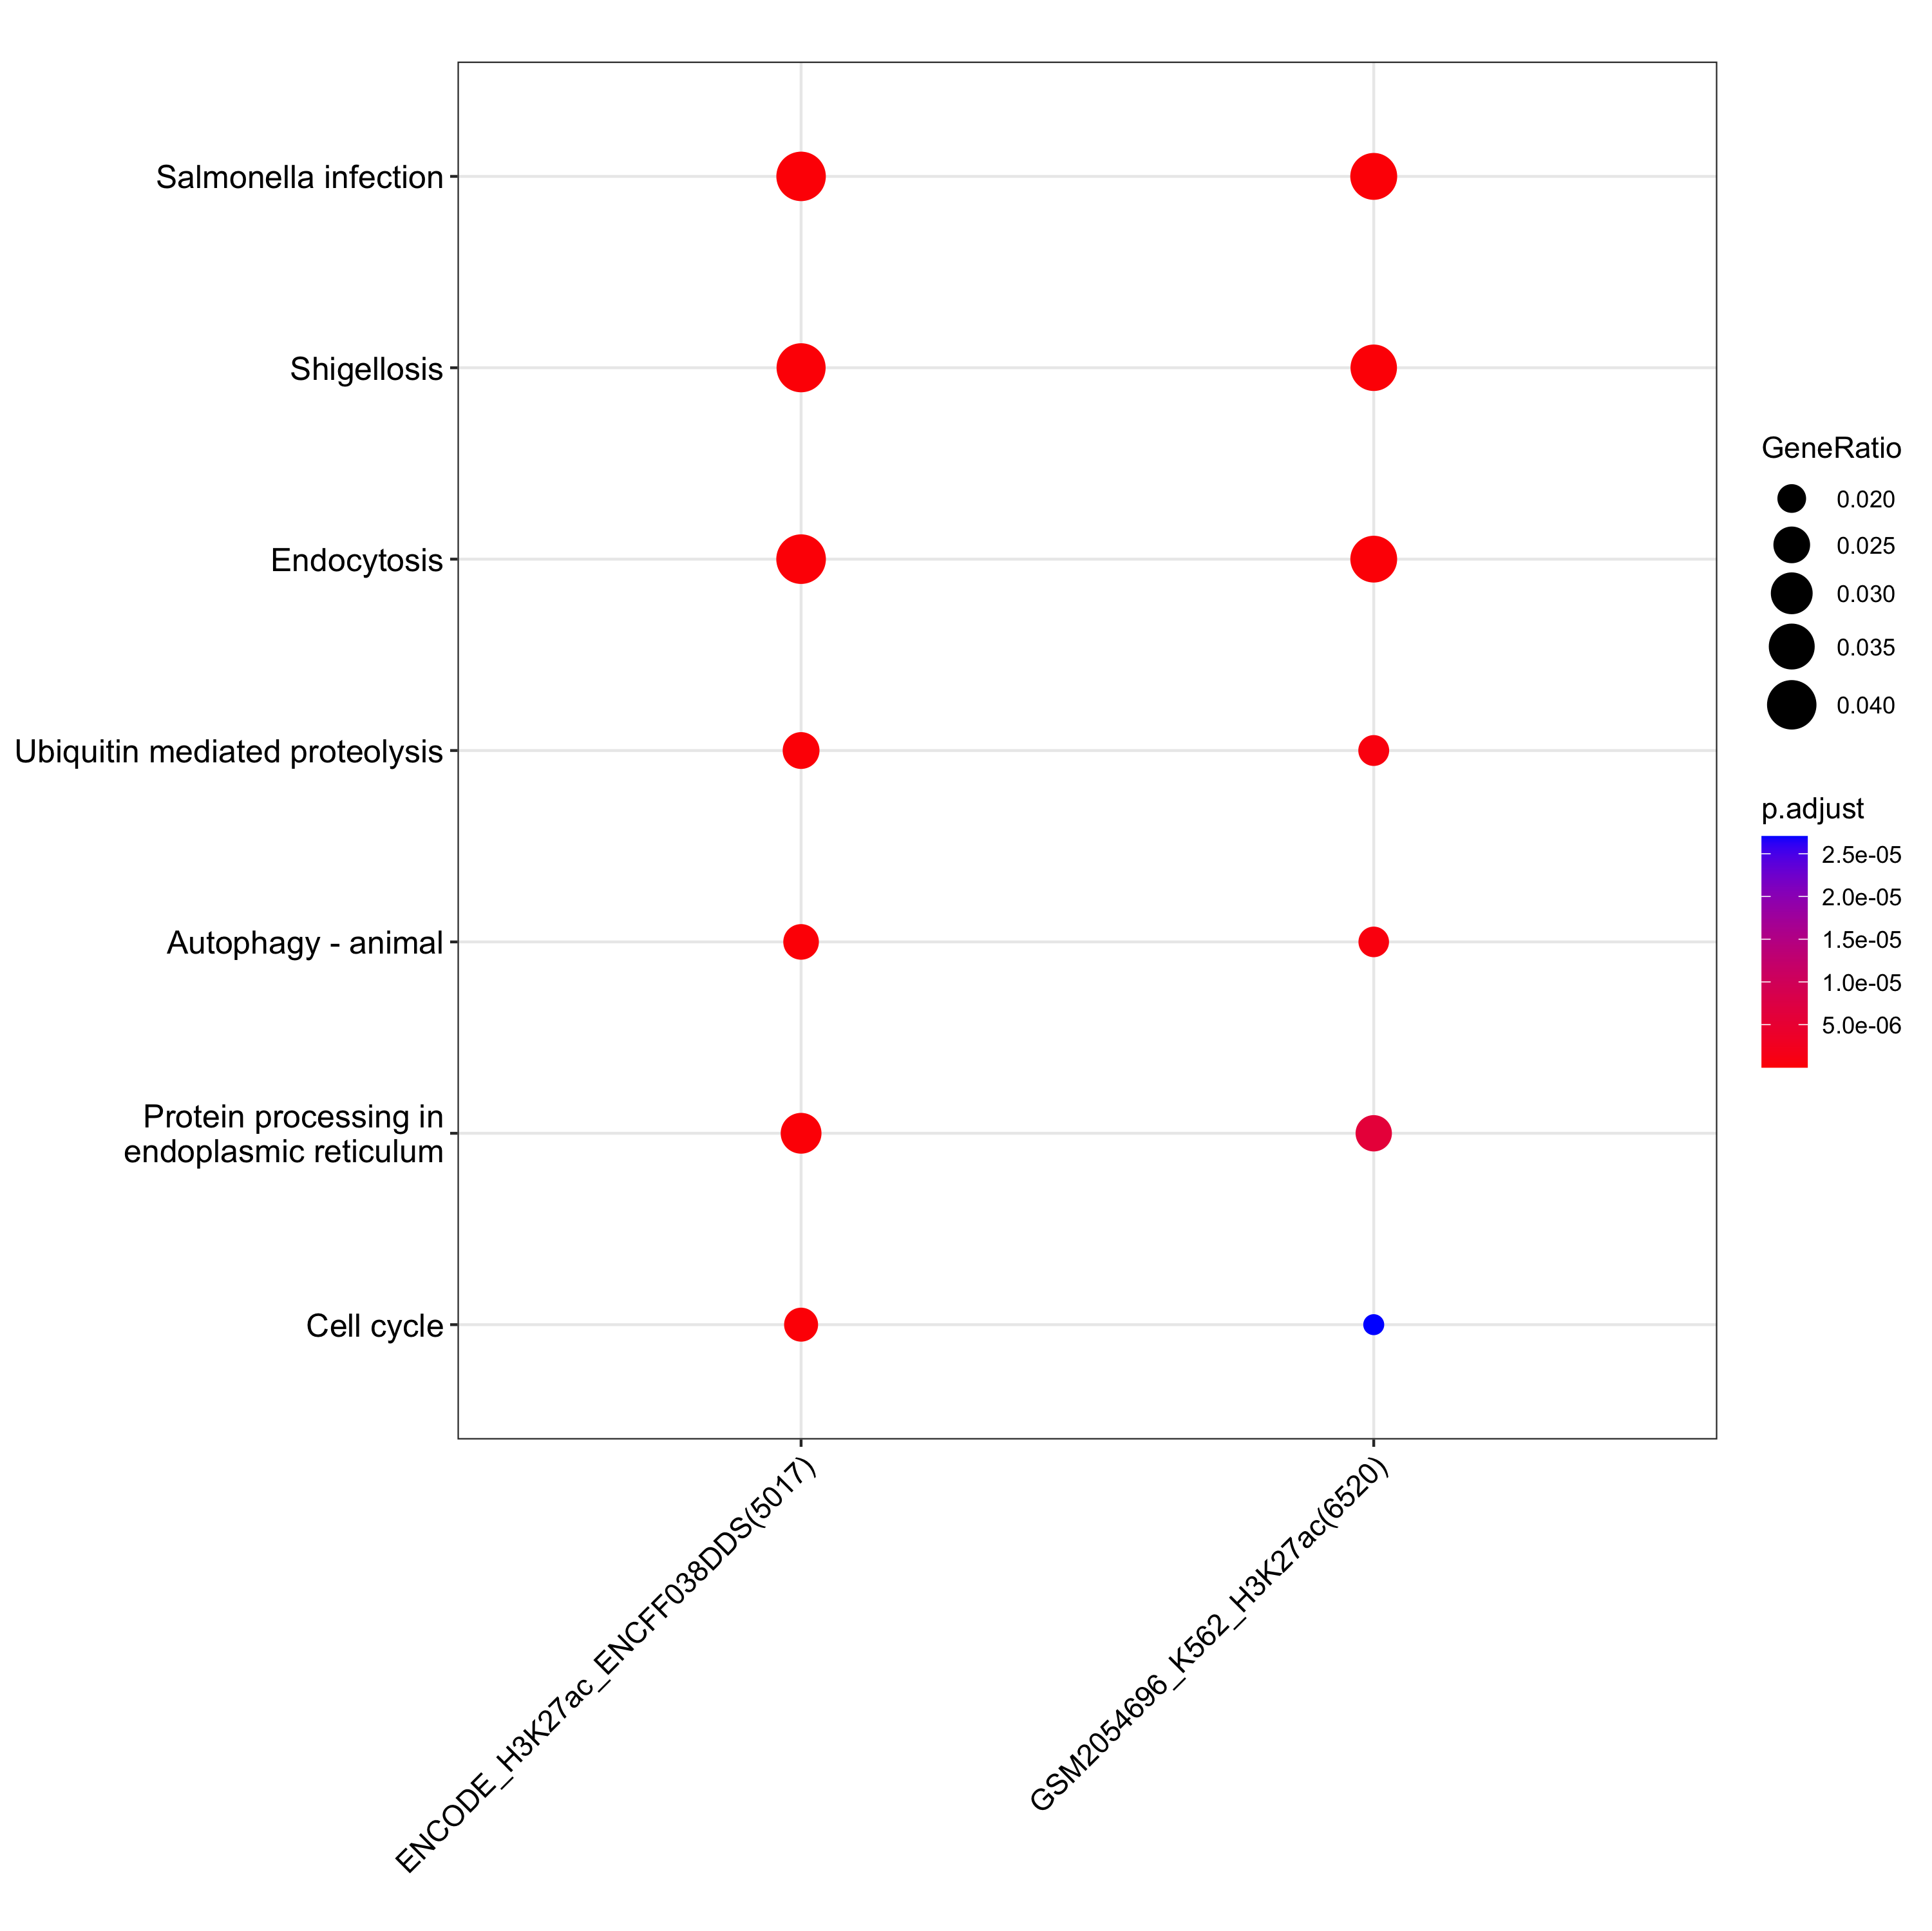 Salmonella infection
Shigellosis
Endocytosis
Ubiquitin mediated proteolysis
Autophagy - animal
Protein processing in
endoplasmic reticulum
Cell cycle
ENCODE_H3K27ac_ENCFF038DDS(5017)
GSM2054696_K562_H3K27ac(6520)
GeneRatio
0.020
0.025
0.030
0.035
0.040
p.adjust
2.5e-05
2.0e-05
1.5e-05
1.0e-05
5.0e-06